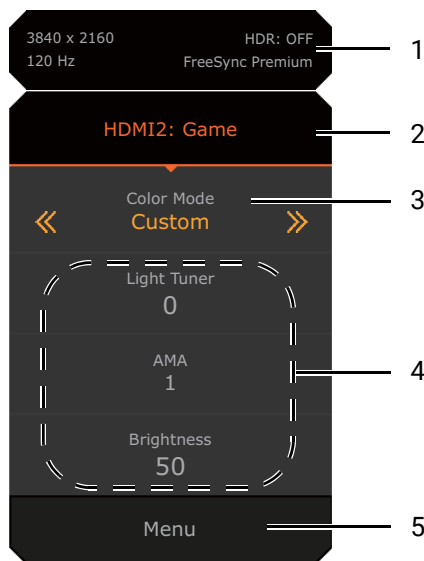 3840 x 2160 HDR: OFF
120 Hz FreeSync Premium
1
HDMI2: Game
2
Color Mode
3
Custom
Light Tuner
0
AMA
1
4
Brightness
50
Menu
5